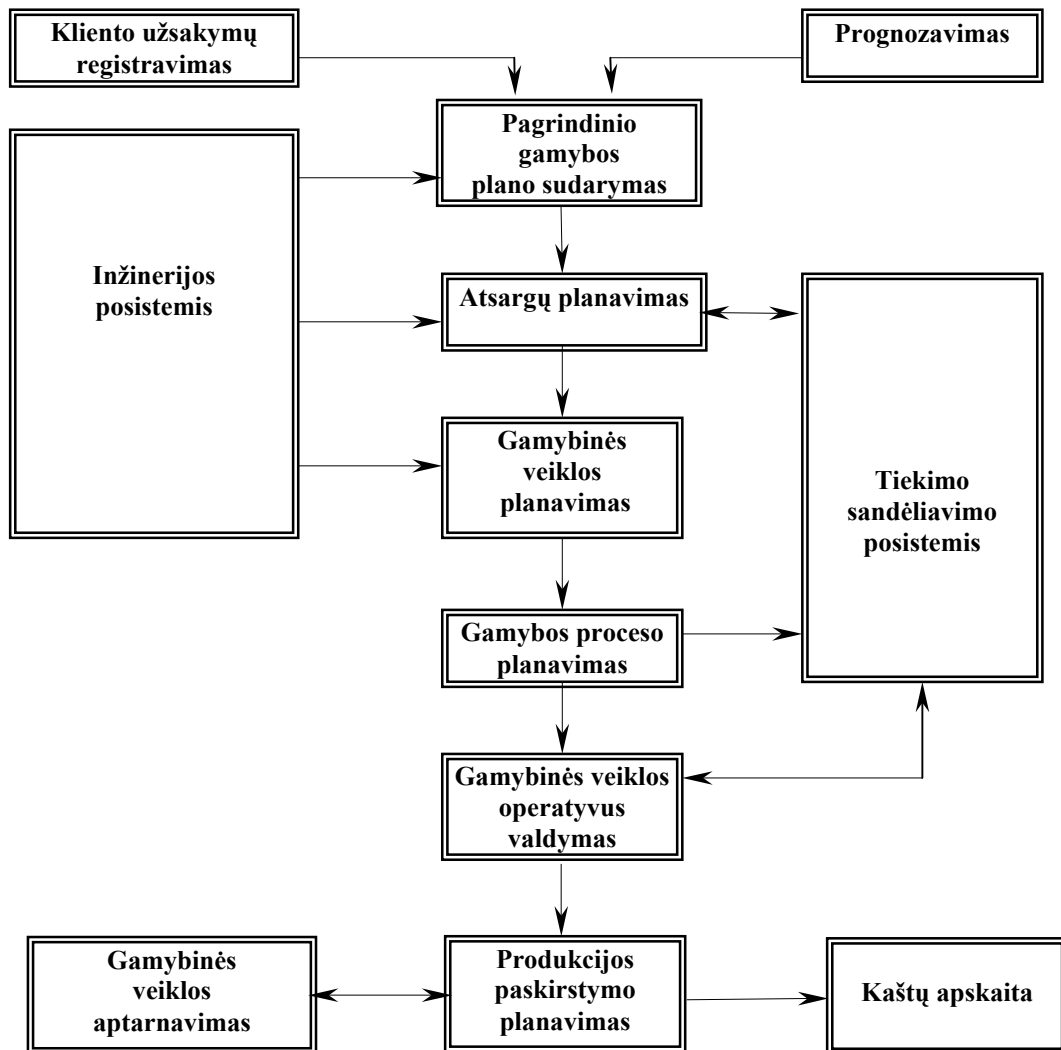 Kliento užsakymų
registravimas
Prognozavimas
Pagrindinio
gamybos
plano sudarymas
Inžinerijos
posistemis
Atsargų planavimas
Gamybinės
veiklos
planavimas
Tiekimo
sandėliavimo
posistemis
Gamybos proceso
planavimas
Gamybinės veiklos
operatyvus
valdymas
Gamybinės
veiklos
aptarnavimas
Produkcijos
paskirstymo
planavimas
Kaštų apskaita